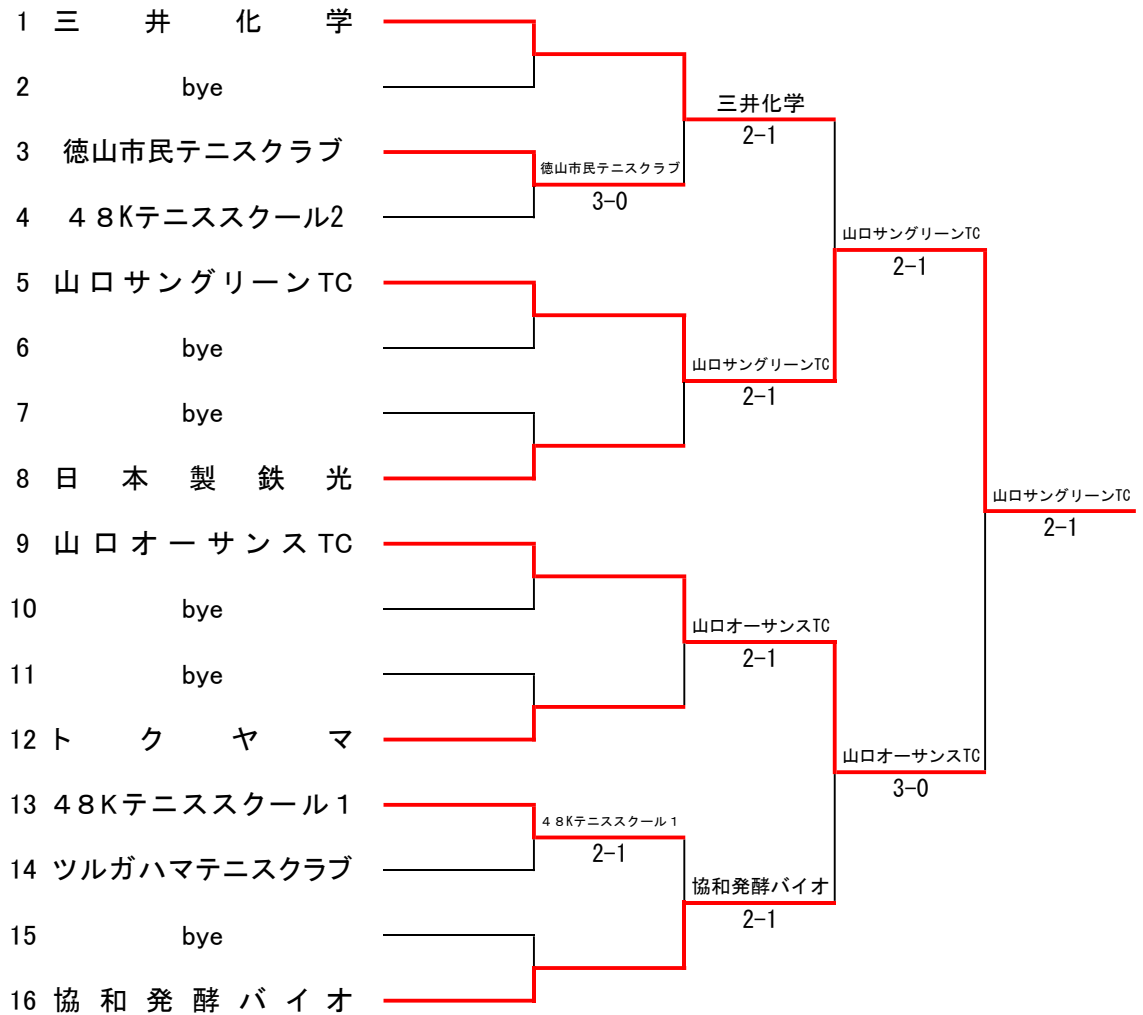 1 三井化学
2 bye
三井化学
2-1
3 徳山市民テニスクラブ
徳山市民テニスクラブ
3-0
4 48Kテニススクール2
山口サングリーンTC
2-1
5 山口サングリーンTC
6 bye
山口サングリーンTC
2-1
7 bye
8 日本製鉄光
山口サングリーンTC
2-1
9 山口オーサンスTC
10 bye
山口オーサンスTC
2-1
11 bye
12 トクヤマ
山口オーサンスTC
3-0
13 48Kテニススクール1
48Kテニススクール1
2-1
14 ツルガハマテニスクラブ
協和発酵バイオ
2-1
15 bye
16 協和発酵バイオ